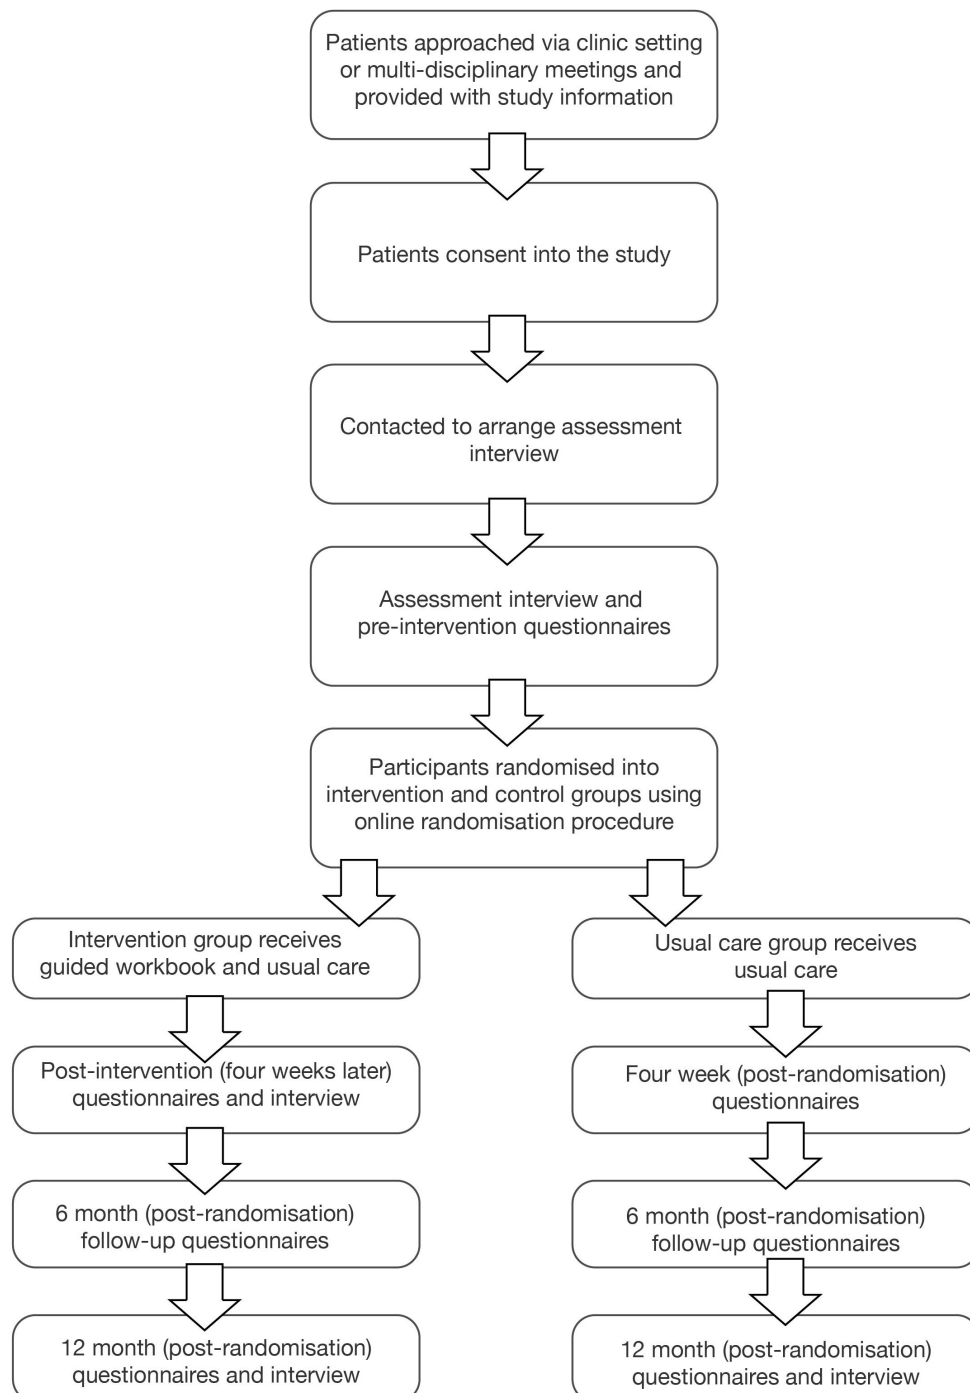 Patients approached via clinic setting
or multi-disciplinary meetings and
provided with study information
Patients consent into the study
Contacted to arrange assessment
interview
Assessment interview and
pre-intervention questionnaires
Participants randomised into
intervention and control groups using
online randomisation procedure
Intervention group receives
guided workbook and usual care
Usual care group receives
usual care
Post-intervention (four weeks later)
questionnaires and interview
Four week (post-randomisation)
questionnaires
6 month (post-randomisation)
follow-up questionnaires
6 month (post-randomisation)
follow-up questionnaires
12 month (post-randomisation)
questionnaires and interview
12 month (post-randomisation)
questionnaires and interview